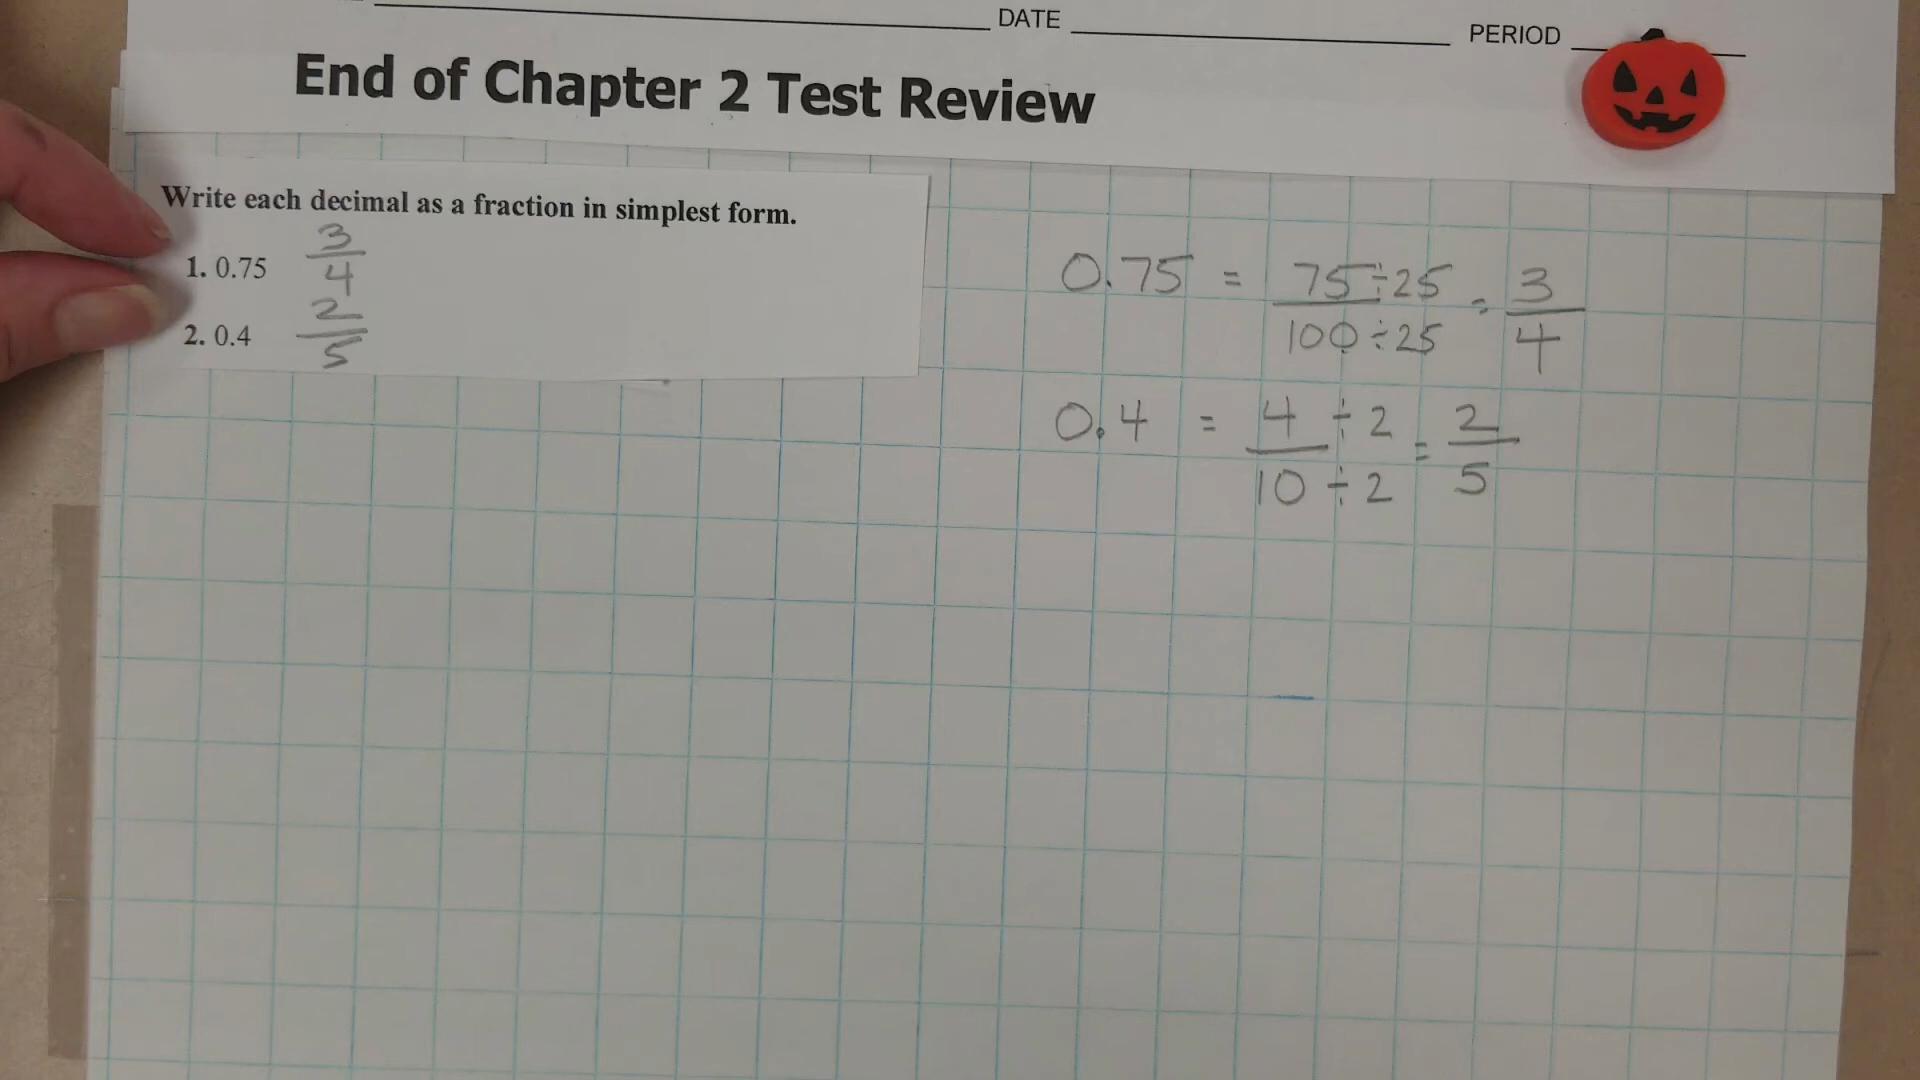 DATE
PERIOD
End of Chapter 2 Test Review
Write each decimal as a fraction in simplest form.
1. 0.75 3/4
2. 0.4 2/5
0.75 = 75÷25 / 100÷25 = 3/4
0.4 = 4÷2 / 10÷2 = 2/5